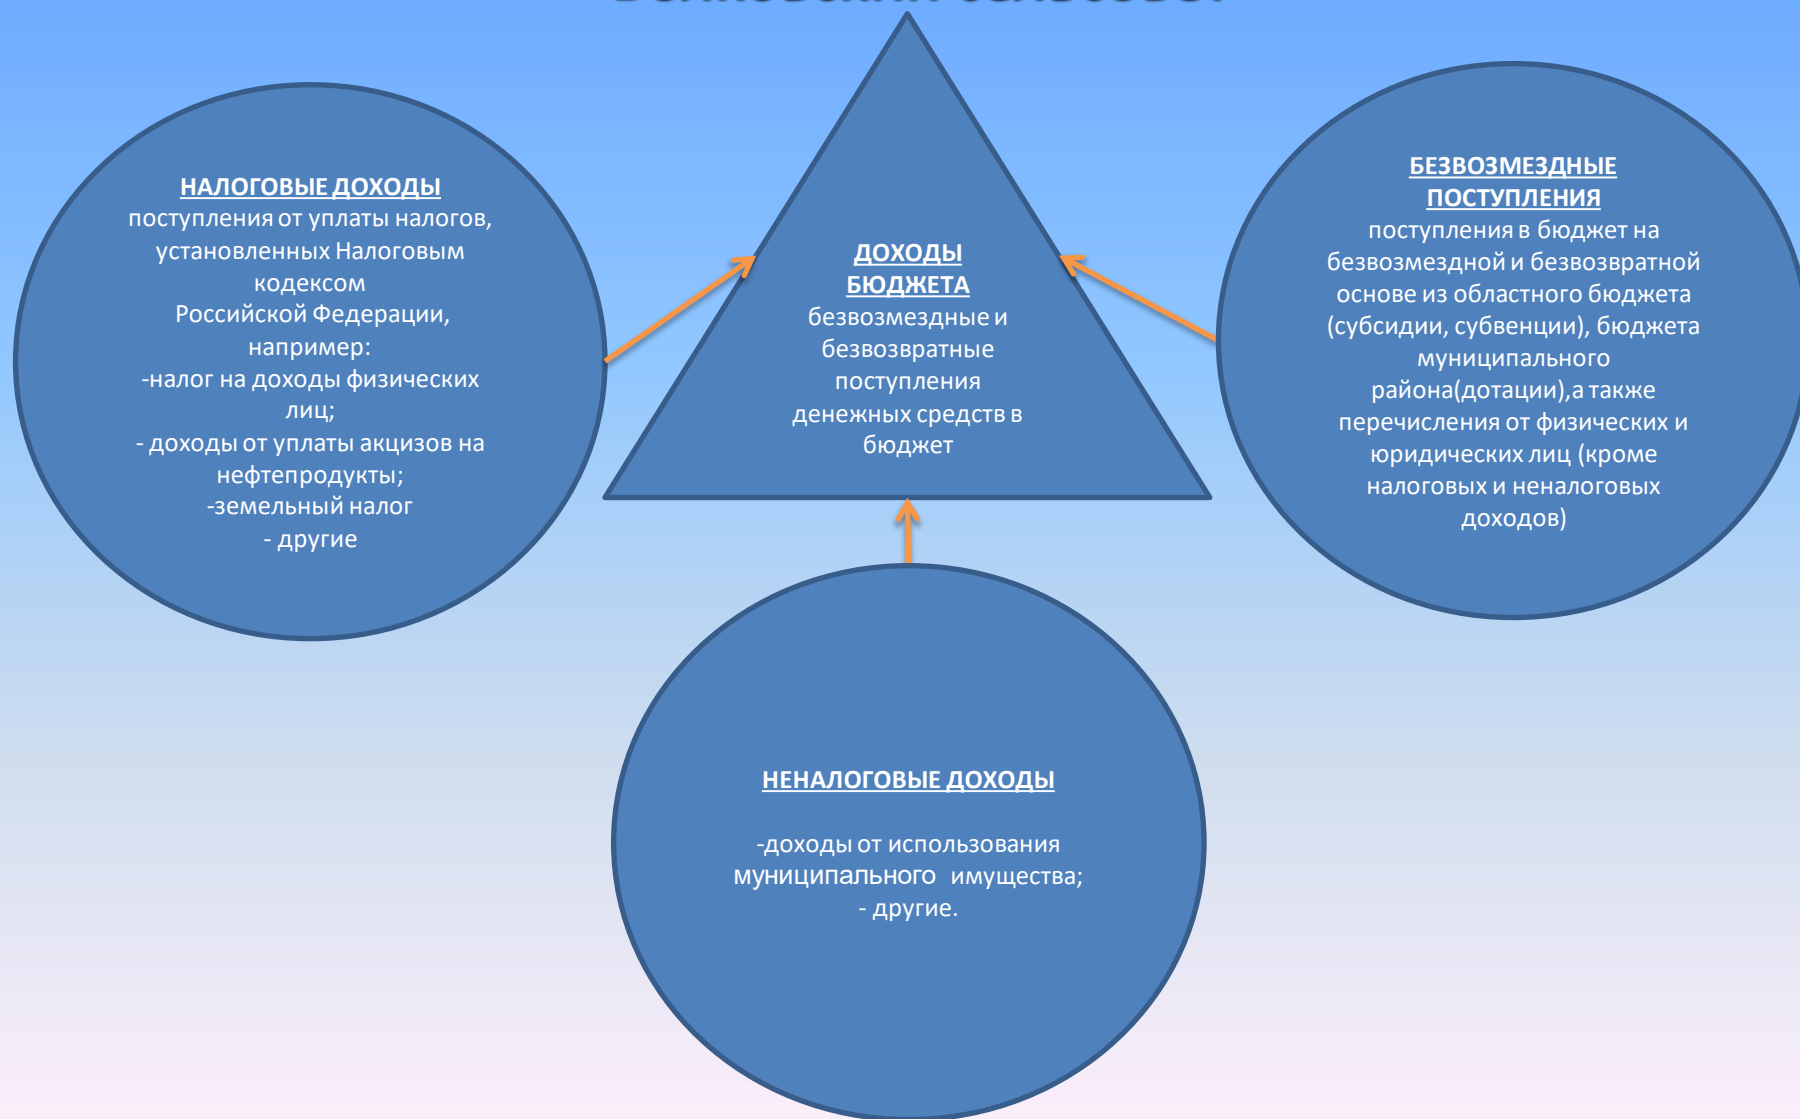 НАЛОГОВЫЕ ДОХОДЫ
поступления от уплаты налогов,
установленных Налоговым
кодексом
Российской Федерации,
например:
-налог на доходы физических
лиц;
- доходы от уплаты акцизов на
нефтепродукты;
-земельный налог
- другие
ДОХОДЫ
БЮДЖЕТА
безвозмездные и
безвозвратные
поступления
денежных средств в
бюджет
БЕЗВОЗМЕЗДНЫЕ
ПОСТУПЛЕНИЯ
поступления в бюджет на
безвозмездной и безвозвратной
основе из областного бюджета
(субсидии, субвенции), бюджета
муниципального
района(дотации),а также
перечисления от физических и
юридических лиц (кроме
налоговых и неналоговых
доходов)
НЕНАЛОГОВЫЕ ДОХОДЫ
-доходы от использования
муниципального имущества;
- другие.